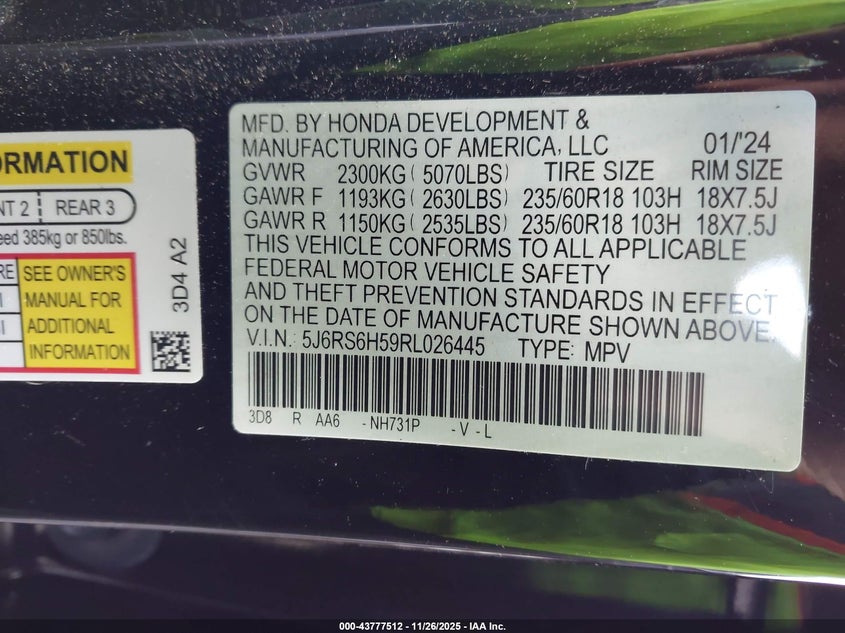 ORMATION
NT 2 REAR 3
eed 385kg or 850lbs.
RE
SEE OWNER'S
MANUAL FOR
ADDITIONAL
INFORMATION
3D4 A2
MFD. BY HONDA DEVELOPMENT &
MANUFACTURING OF AMERICA, LLC 01/'24
GVWR 2300KG(5070LBS) TIRE SIZE RIM SIZE
GAWR F 1193KG(2630LBS) 235/60R18 103H 18X7.5J
GAWR R 1150KG(2535LBS) 235/60R18 103H 18X7.5J
THIS VEHICLE CONFORMS TO ALL APPLICABLE
FEDERAL MOTOR VEHICLE SAFETY
AND THEFT PREVENTION STANDARDS IN EFFECT
ON THE DATE OF MANUFACTURE SHOWN ABOVE.
V.I.N.: 5J6RS6H59RL026445 TYPE: MPV
3D8 R AA6 -NH731P -V-L
000-43777512 - 11/26/2025 - IAA Inc.